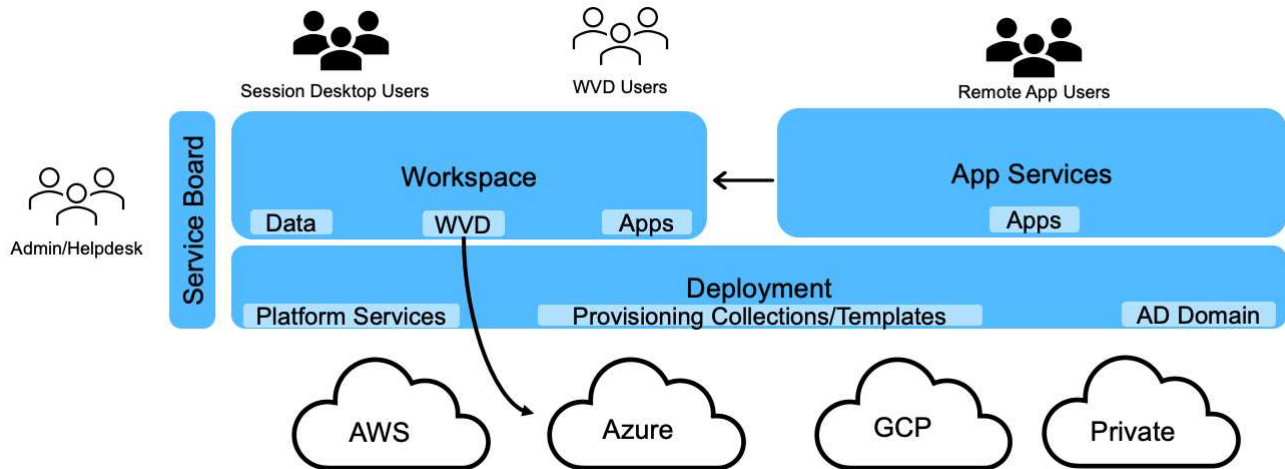 Session Desktop Users
WVD Users
Remote App Users
Admin/Helpdesk
Service Board
Workspace
Data
WVD
Apps
App Services
Apps
Deployment
Platform Services
Provisioning Collections/Templates
AD Domain
AWS
Azure
GCP
Private